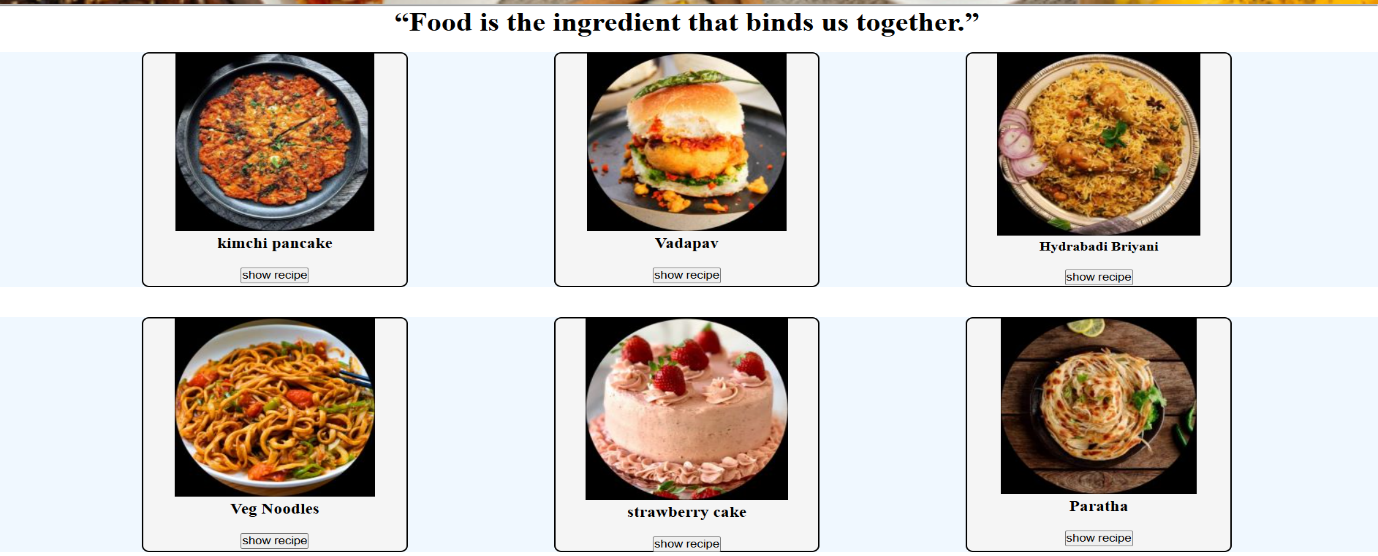 “Food is the ingredient that binds us together.”
kimchi pancake
Vadapav
Hydrabadi Briyani
show recipe
show recipe
show recipe
Veg Noodles
strawberry cake
Paratha
show recipe
show recipe
show recipe